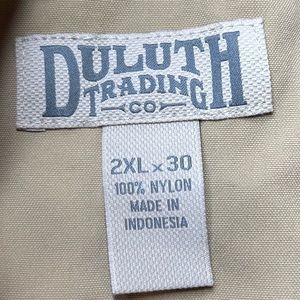 DULUTH
TRADING
CO
2XL x 30
100% NYLON
MADE IN
INDONESIA